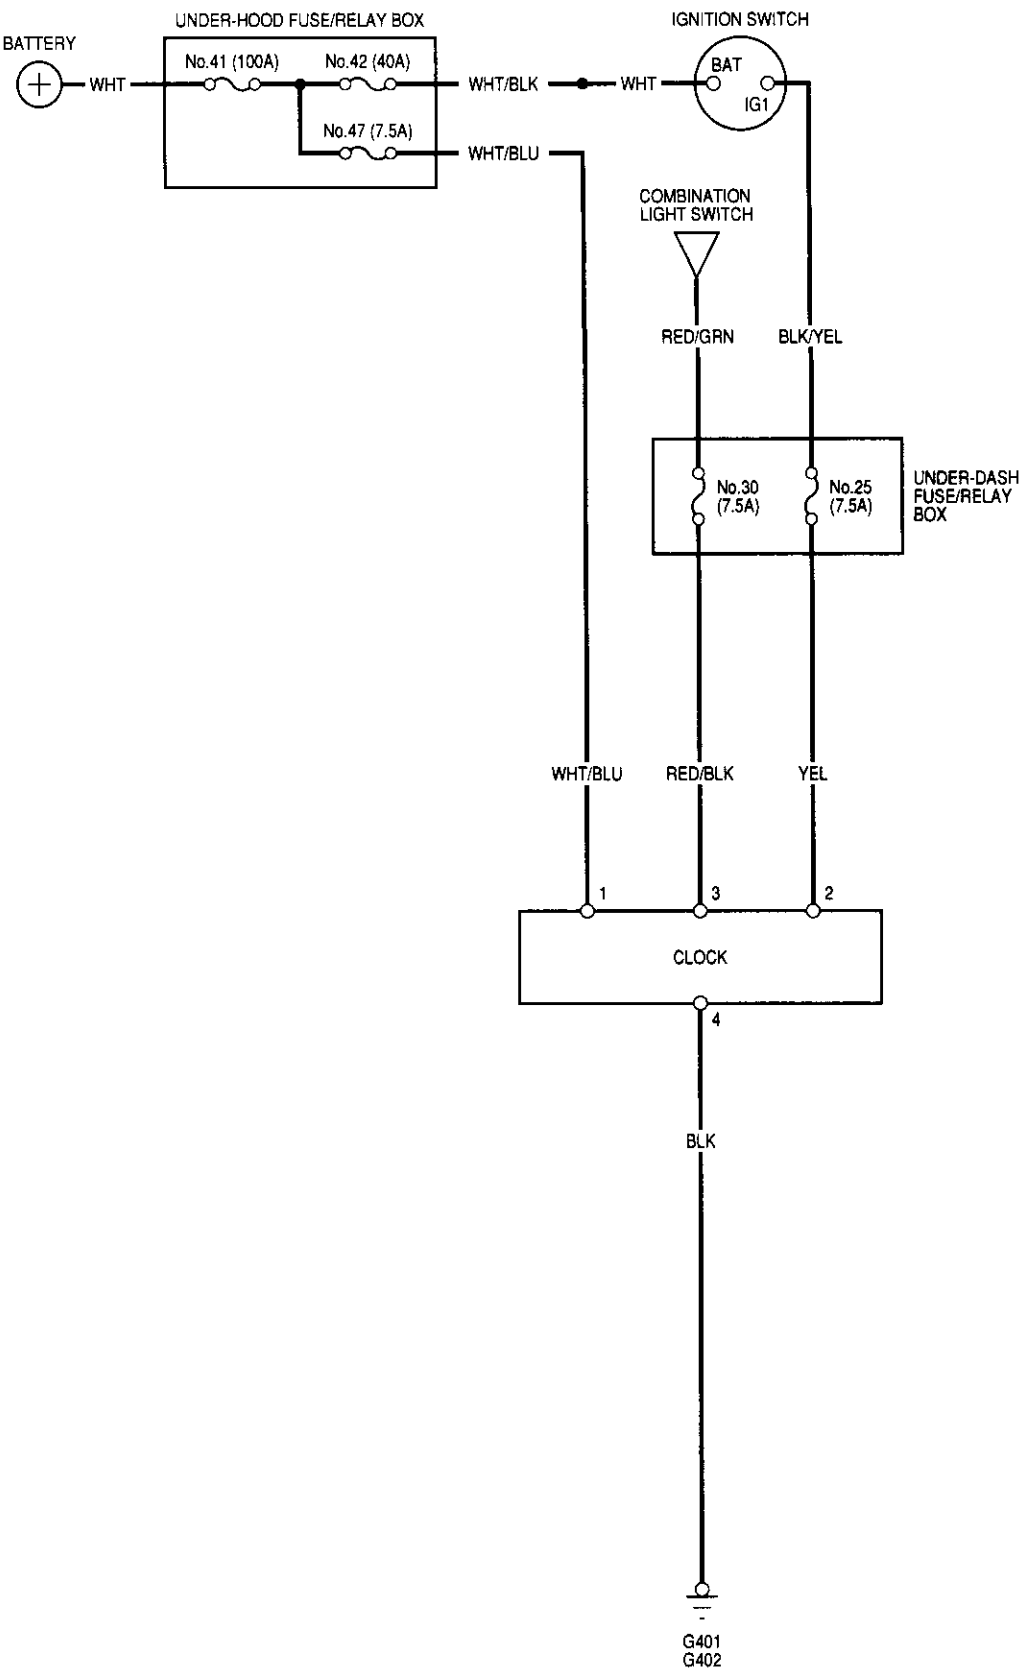 UNDER-HOOD FUSE/RELAY BOX
IGNITION SWITCH
BATTERY
No.41 (100A)
No.42 (40A)
BAT
WHT
WHT/BLK
WHT
IG1
No.47 (7.5A)
WHT/BLU
COMBINATION
LIGHT SWITCH
RED/GRN
BLK/YEL
No.30
(7.5A)
No.25
(7.5A)
UNDER-DASH
FUSE/RELAY
BOX
WHT/BLU
RED/BLK
YEL
1
3
2
CLOCK
4
BLK
G401
G402